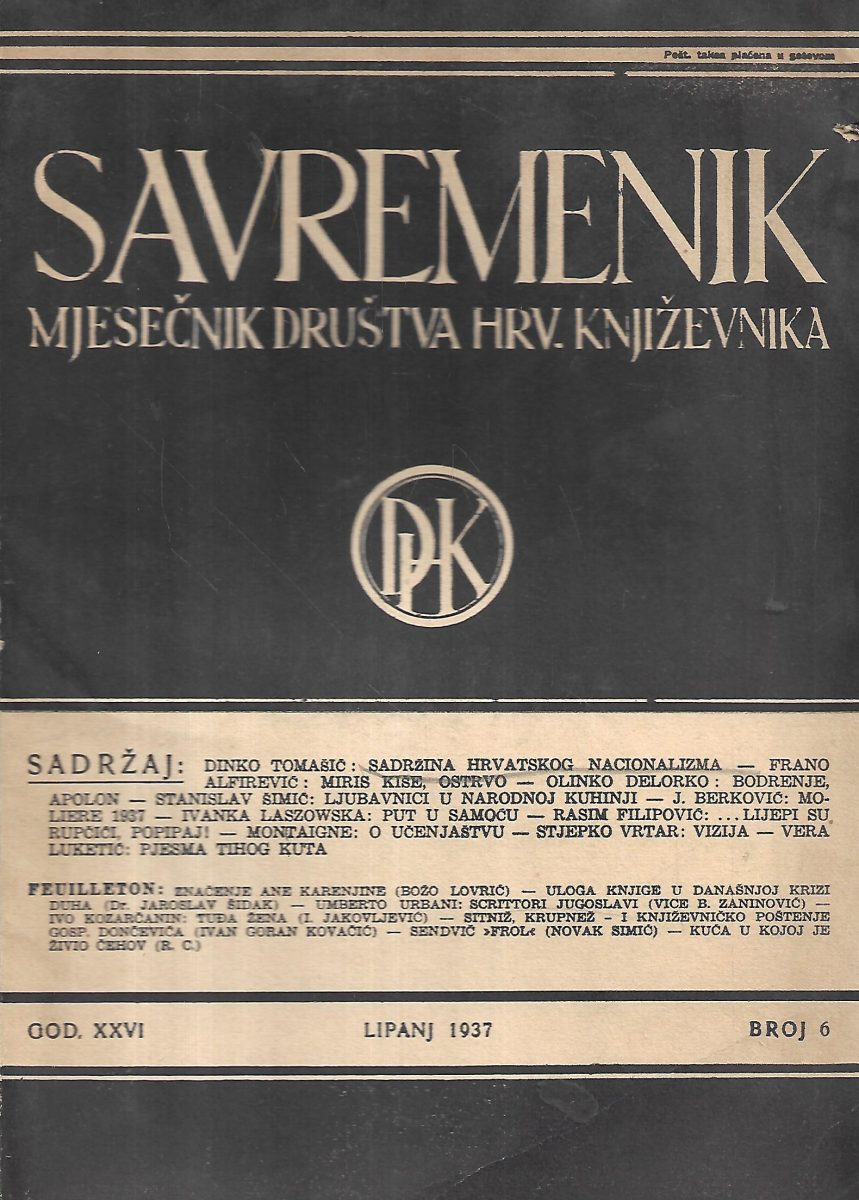 Pošt. taksa plaćena u gotovom
SAVREMENIK
MJESEČNIK DRUŠTVA HRV. KNJIŽEVNIKA
DHK
SADRŽAJ: DINKO TOMAŠIĆ: SADRŽINA HRVATSKOG NACIONALIZMA — FRANO
ALFIREVIĆ: MIRIS KIŠE, OSTRVO — OLINKO DELORKO: BODRENJE,
APOLON — STANISLAV ŠIMIĆ: LJUBAVNICI U NARODNOJ KUHINJI — J. BERKOVIĆ: MO-
LIERE 1937 — IVANKA LASZOWSKA: PUT U SAMOĆU — RASIM FILIPOVIĆ: ...LIJEPI SU
RUPČIĆI, POPIPAJ! — MONTAIGNE: O UČENJAŠTVU — STJEPKO VRTAR: VIZIJA — VERA
LUKETIĆ: PJESMA TIHOG KUTA
FEUILLETON: ZNAČENJE ANE KARENJINE (BOŽO LOVRIĆ) — ULOGA KNJIGE U DANAŠNJOJ KRIZI
DUHA (Dr. JAROSLAV ŠIDAK) — UMBERTO URBANI: SCRITTORI JUGOSLAVI (VICE B. ZANINOVIĆ) —
IVO KOZARČANIN: TUĐA ŽENA (I. JAKOVLJEVIĆ) — SITNIŽ, KRUPNEŽ - I KNJIŽEVNIČKO POŠTENJE
GOSP. DONČEVIĆA (IVAN GORAN KOVAČIĆ) — SENDVIČ »FROL« (NOVAK SIMIĆ) — KUĆA U KOJOJ JE
ŽIVIO ČEHOV (R. C.)
GOD. XXVI LIPANJ 1937 BROJ 6